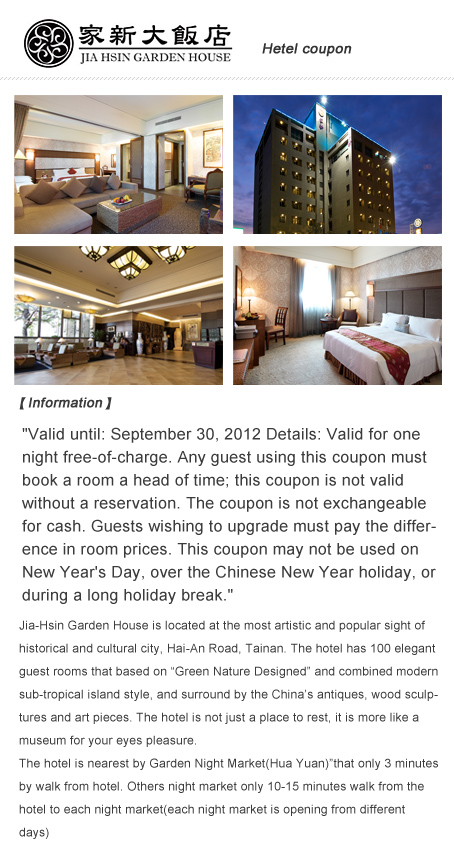 家新大飯店
JIA HSIN GARDEN HOUSE
Hetel coupon
【 Information 】
"Valid until: September 30, 2012 Details: Valid for one
night free-of-charge. Any guest using this coupon must
book a room a head of time; this coupon is not valid
without a reservation. The coupon is not exchangeable
for cash. Guests wishing to upgrade must pay the differ-
ence in room prices. This coupon may not be used on
New Year's Day, over the Chinese New Year holiday, or
during a long holiday break."
Jia-Hsin Garden House is located at the most artistic and popular sight of
historical and cultural city, Hai-An Road, Tainan. The hotel has 100 elegant
guest rooms that based on “Green Nature Designed” and combined modern
sub-tropical island style, and surround by the China’s antiques, wood sculp-
tures and art pieces. The hotel is not just a place to rest, it is more like a
museum for your eyes pleasure.
The hotel is nearest by Garden Night Market(Hua Yuan)”that only 3 minutes
by walk from hotel. Others night market only 10-15 minutes walk from the
hotel to each night market(each night market is opening from different
days)